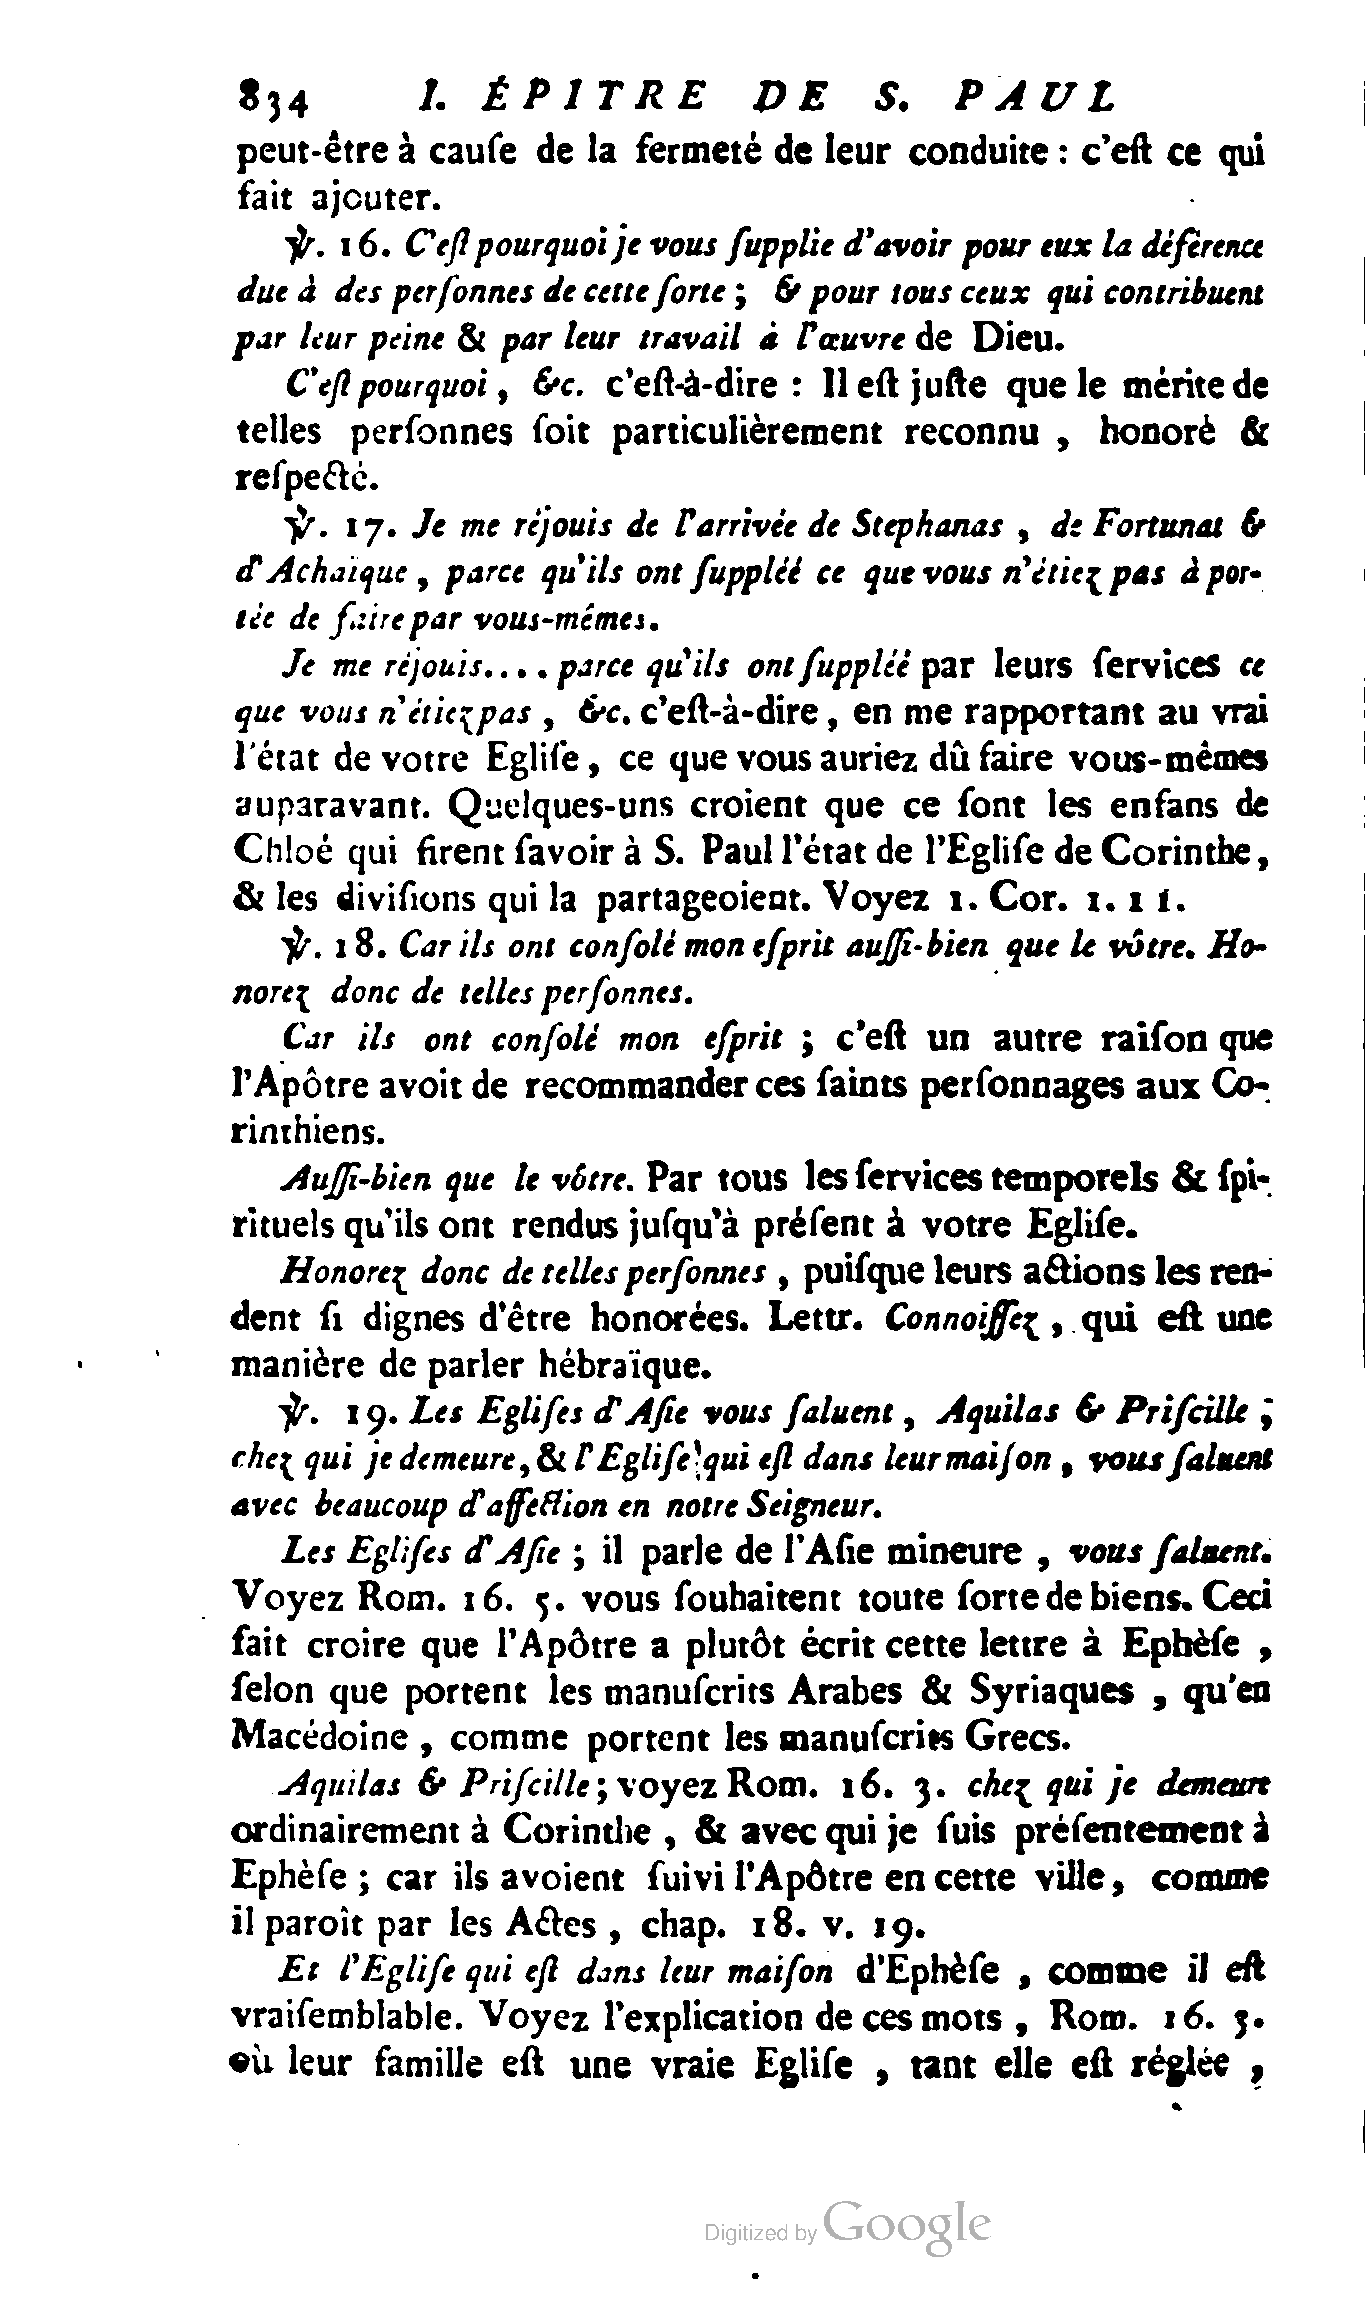 834 I. ÉPITRE DE S. PAUL
peut-être à cauſe de la fermeté de leur conduite : c'eſt ce qui
fait ajouter.
℣. 16. C'eſt pourquoi je vous ſupplie d'avoir pour eux la déférence
due à des perſonnes de cette ſorte ; & pour tous ceux qui contribuent
par leur peine & par leur travail à l'œuvre de Dieu.
C'eſt pourquoi, &c. c'eſt-à-dire : Il eſt juſte que le mérite de
telles perſonnes ſoit particulièrement reconnu , honoré &
reſpecté.
℣. 17. Je me réjouis de l'arrivée de Stephanas , de Fortunat &
d'Achaïque , parce qu'ils ont ſuppléé ce que vous n'étiez pas à por-
tée de faire par vous-mêmes.
Je me réjouis.... parce qu'ils ont ſuppléé par leurs ſervices ce
que vous n'étiez pas , &c. c'eſt-à-dire, en me rapportant au vrai
l'état de votre Egliſe, ce que vous auriez dû faire vous-mêmes
auparavant. Quelques-uns croient que ce ſont les enfans de
Chloé qui firent ſavoir à S. Paul l'état de l'Egliſe de Corinthe,
& les diviſions qui la partageoient. Voyez 1. Cor. 1. 11.
℣. 18. Car ils ont conſolé mon eſprit auſſi-bien que le vôtre. Ho-
norez donc de telles perſonnes.
Car ils ont conſolé mon eſprit ; c'eſt un autre raiſon que
l'Apôtre avoit de recommander ces ſaints perſonnages aux Co-
rinthiens.
Auſſi-bien que le vôtre. Par tous les ſervices temporels & ſpi-
rituels qu'ils ont rendus juſqu'à préſent à votre Egliſe.
Honorez donc de telles perſonnes , puiſque leurs actions les ren-
dent ſi dignes d'être honorées. Lettr. Connoiſſez , qui eſt une
manière de parler hébraïque.
℣. 19. Les Egliſes d'Aſie vous ſaluent , Aquilas & Priſcille ;
chez qui je demeure, & l'Egliſe qui eſt dans leur maiſon , vous ſaluent
avec beaucoup d'affection en notre Seigneur.
Les Egliſes d'Aſie ; il parle de l'Aſie mineure , vous ſaluent.
Voyez Rom. 16. 5. vous ſouhaitent toute ſorte de biens. Ceci
fait croire que l'Apôtre a plutôt écrit cette lettre à Ephèſe ,
ſelon que portent les manuſcrits Arabes & Syriaques , qu'en
Macédoine , comme portent les manuſcrits Grecs.
Aquilas & Priſcille ; voyez Rom. 16. 3. chez qui je demeure
ordinairement à Corinthe , & avec qui je ſuis préſentement à
Ephèſe ; car ils avoient ſuivi l'Apôtre en cette ville, comme
il paroît par les Actes , chap. 18. v. 19.
Et l'Egliſe qui eſt dans leur maiſon d'Ephèſe , comme il eſt
vraiſemblable. Voyez l'explication de ces mots , Rom. 16. 5.
où leur famille eſt une vraie Egliſe , tant elle eſt réglée ,
Digitized by Google